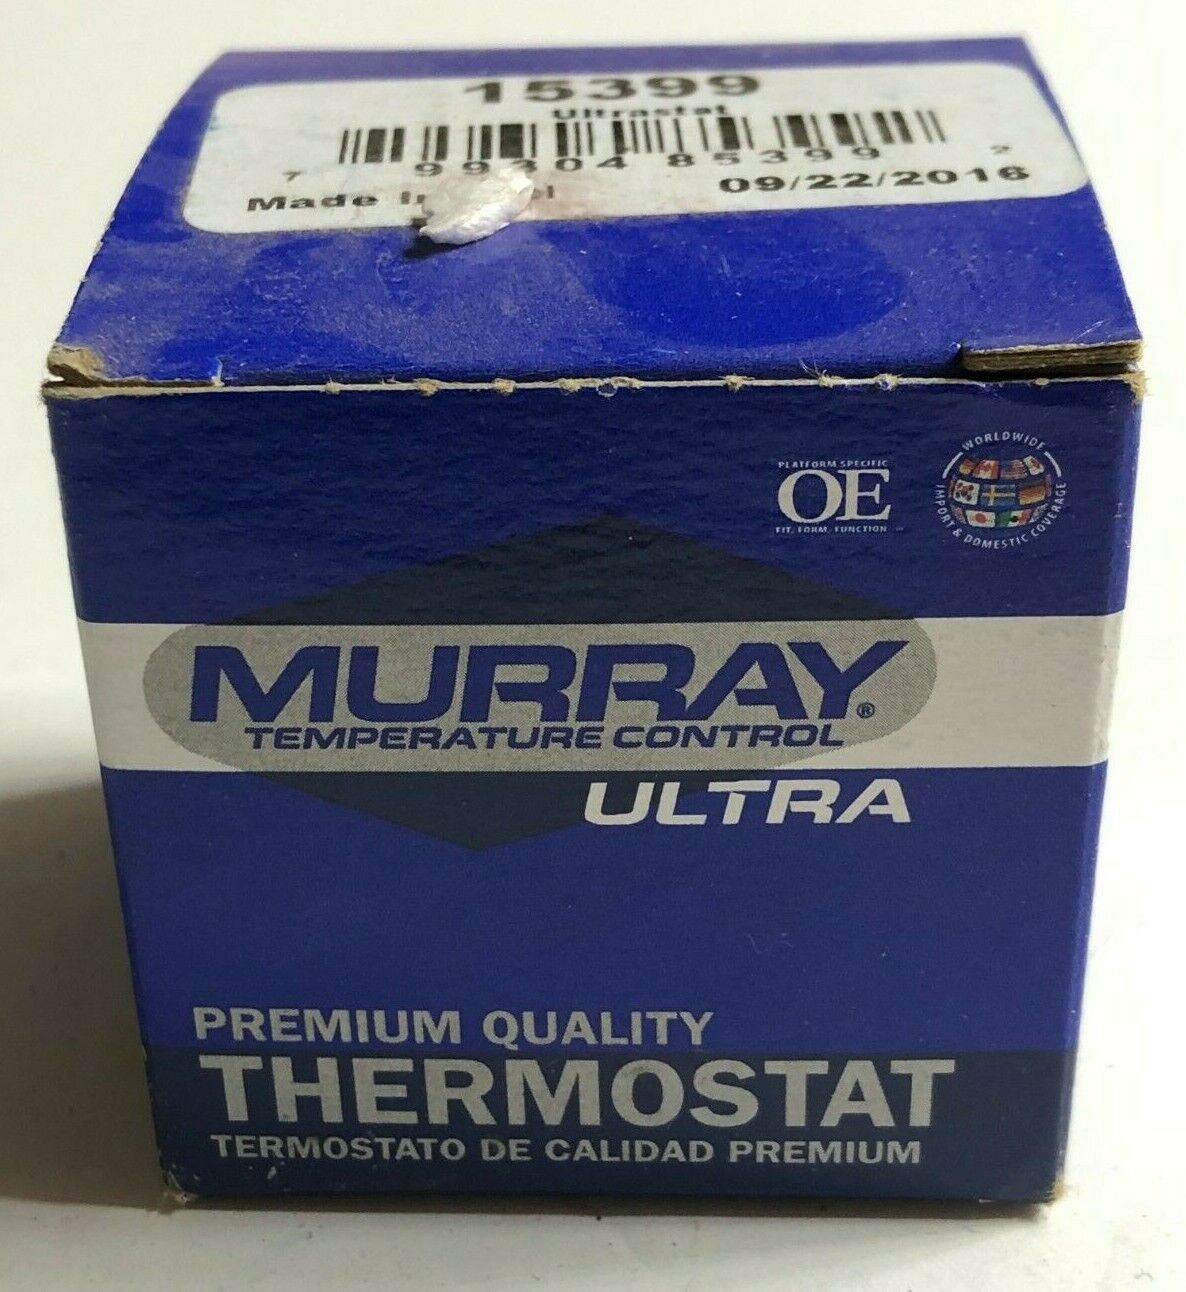 15399
Ultrastat
7 99304 85399 2
Made
09/22/2016
PLATFORM SPECIFIC
OE
FIT, FORM, FUNCTION
WORLDWIDE
IMPORT & DOMESTIC COVERAGE
MURRAY®
TEMPERATURE CONTROL
ULTRA
PREMIUM QUALITY
THERMOSTAT
TERMOSTATO DE CALIDAD PREMIUM